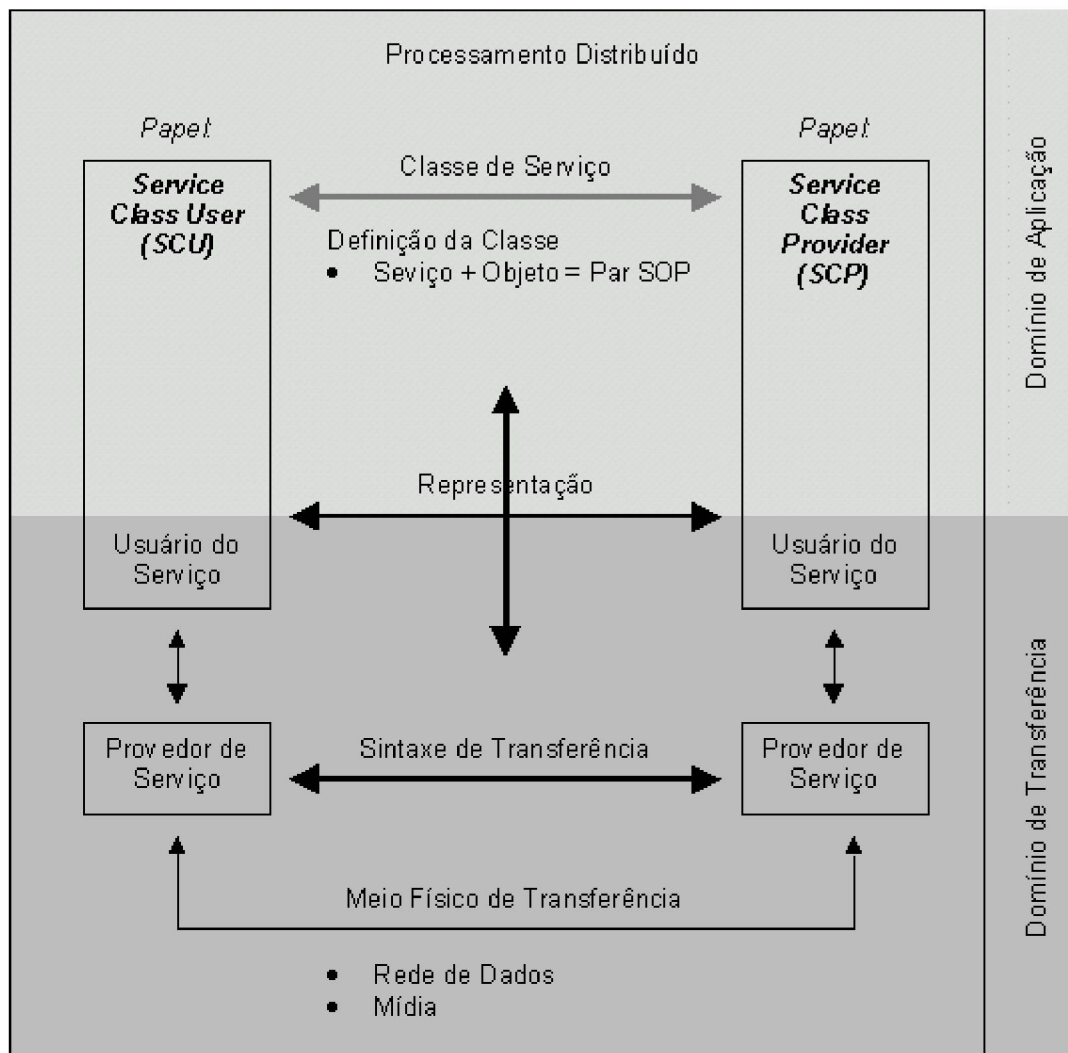 Processamento Distribuído
Papel:
Papel:
Classe de Serviço
Service
Class User
(SCU)
Service
Class
Provider
(SCP)
Definição da Classe
• Seviço + Objeto = Par SOP
Domínio de Aplicação
Representação
Usuário do
Serviço
Usuário do
Serviço
Provedor de
Serviço
Sintaxe de Transferência
Provedor de
Serviço
Domínio de Transferência
Meio Físico de Transferência
• Rede de Dados
• Mídia